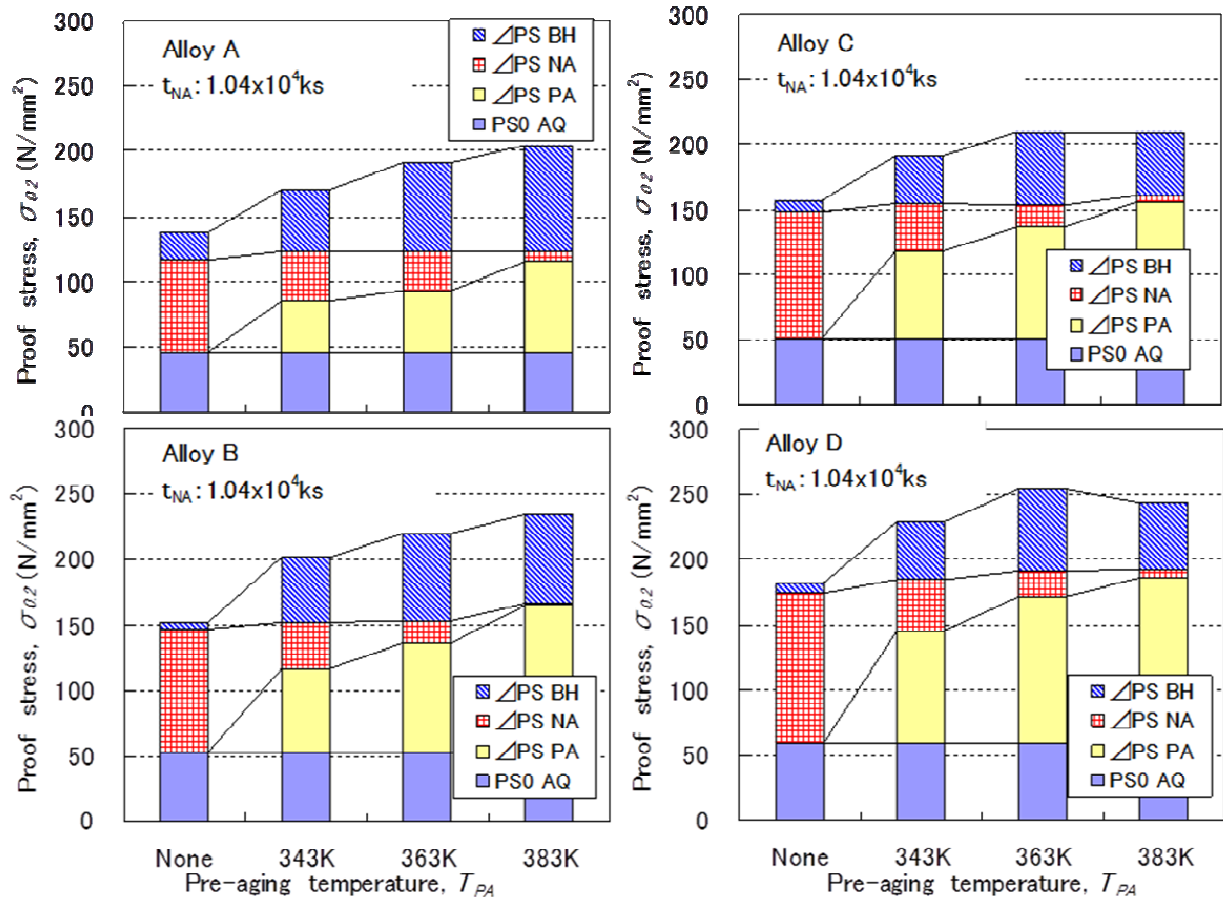 300
250
200
150
100
50
0
Proof stress, σ0.2 (N/mm²)
Alloy A
tNA: 1.04x10⁴ks
⊿PS BH
⊿PS NA
⊿PS PA
PS0 AQ
300
250
200
150
100
50
0
Proof stress, σ0.2 (N/mm²)
Alloy C
tNA: 1.04x10⁴ks
⊿PS BH
⊿PS NA
⊿PS PA
PS0 AQ
300
250
200
150
100
50
0
Proof stress, σ0.2 (N/mm²)
Alloy B
tNA: 1.04x10⁴ks
⊿PS BH
⊿PS NA
⊿PS PA
PS0 AQ
None 343K 363K 383K
Pre-aging temperature, TPA
300
250
200
150
100
50
0
Proof stress, σ0.2 (N/mm²)
Alloy D
tNA: 1.04x10⁴ks
⊿PS BH
⊿PS NA
⊿PS PA
PS0 AQ
None 343K 363K 383K
Pre-aging temperature, TPA